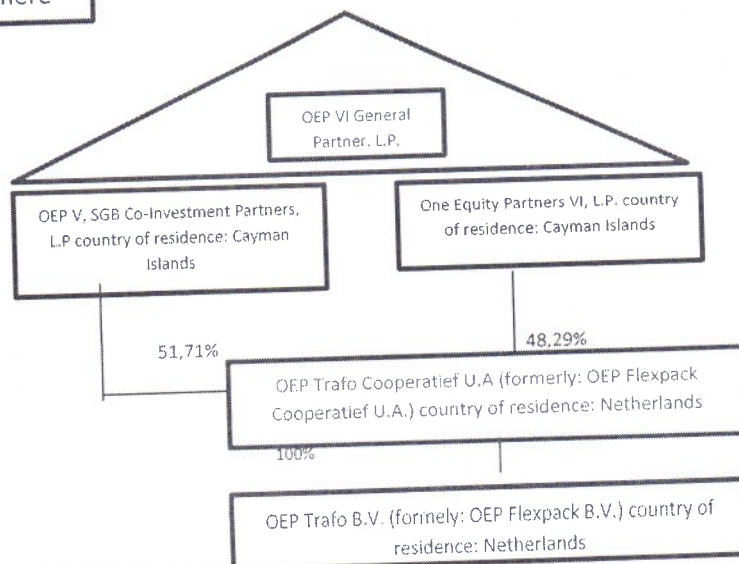 OEP VI General
Partner. L.P.
OEP V, SGB Co-Investment Partners,
L.P country of residence: Cayman
Islands
One Equity Partners VI, L.P. country
of residence: Cayman Islands
51,71%
48,29%
OEP Trafo Cooperatief U.A (formerly: OEP Flexpack
Cooperatief U.A.) country of residence: Netherlands
100%
OEP Trafo B.V. (formely: OEP Flexpack B.V.) country of
residence: Netherlands